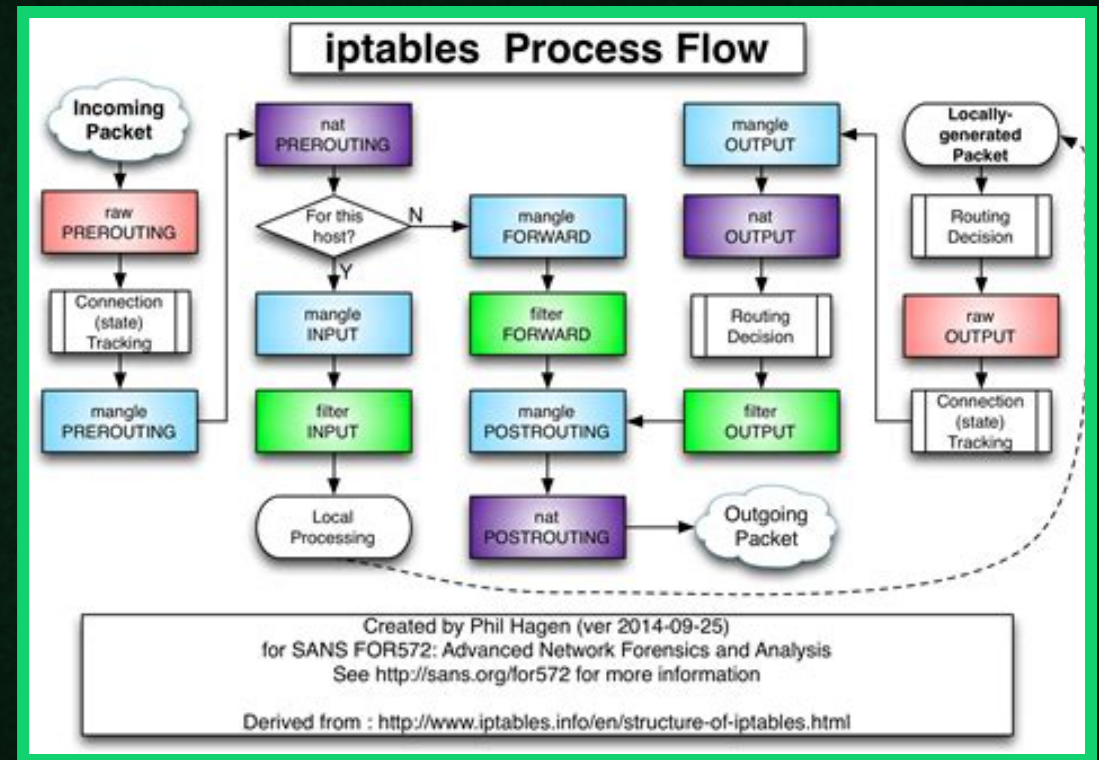 iptables Process Flow
Incoming
Packet
raw
PREROUTING
Connection
(state)
Tracking
mangle
PREROUTING
nat
PREROUTING
For this
host?
N
Y
mangle
INPUT
filter
INPUT
Local
Processing
mangle
FORWARD
filter
FORWARD
mangle
POSTROUTING
nat
POSTROUTING
Outgoing
Packet
mangle
OUTPUT
nat
OUTPUT
Routing
Decision
filter
OUTPUT
Locally-
generated
Packet
Routing
Decision
raw
OUTPUT
Connection
(state)
Tracking
Created by Phil Hagen (ver 2014-09-25)
for SANS FOR572: Advanced Network Forensics and Analysis
See http://sans.org/for572 for more information
Derived from : http://www.iptables.info/en/structure-of-iptables.html